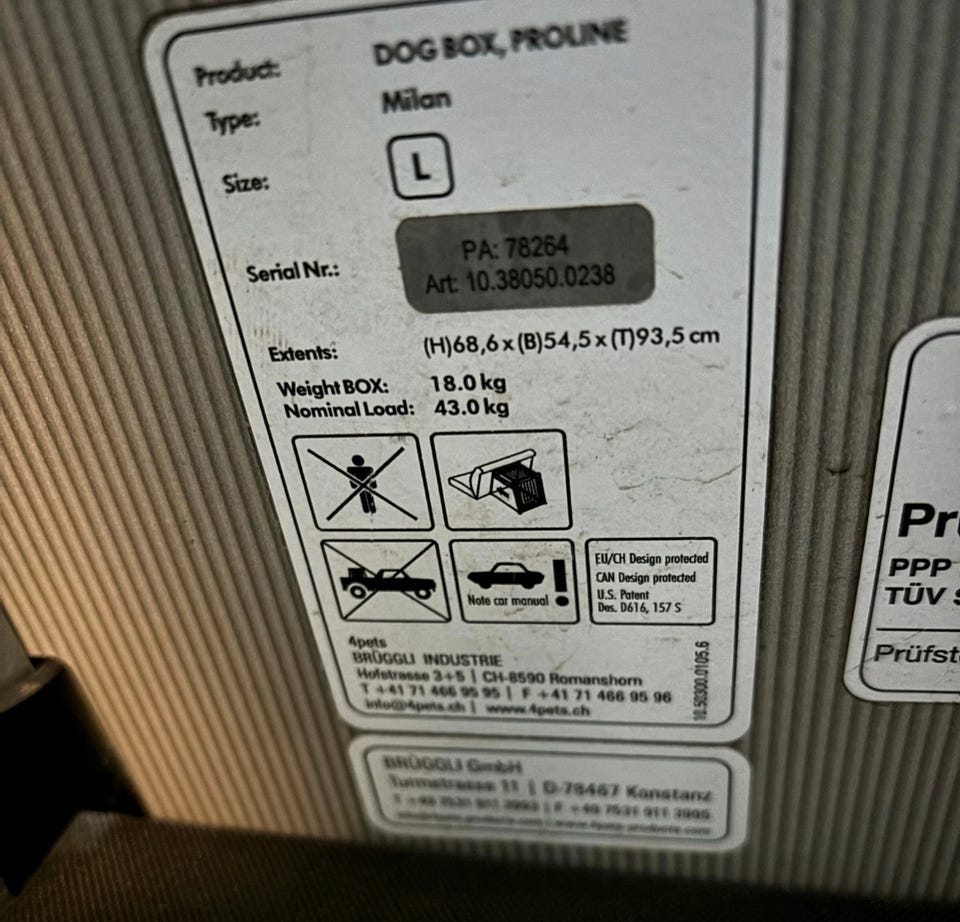 Product: DOG BOX, PROLINE
Type: Milan
Size: L
Serial Nr.: PA: 78264
Art: 10.38050.0238
Extents: (H)68,6 x (B)54,5 x (T)93,5 cm
Weight BOX: 18.0 kg
Nominal Load: 43.0 kg
Note car manual !
EU/CH Design protected
CAN Design protected
U.S. Patent
Des. D616, 157 S
4pets
BRÜGGLI INDUSTRIE
Hofstrasse 3+5 | CH-8590 Romanshorn
T +41 71 466 95 95 | F +41 71 466 95 96
info@4pets.ch | www.4pets.ch
10.50300.0105.6
BRÜGGLI GmbH
Turmstrasse 11 | D-78467 Konstanz
PPP
TÜV